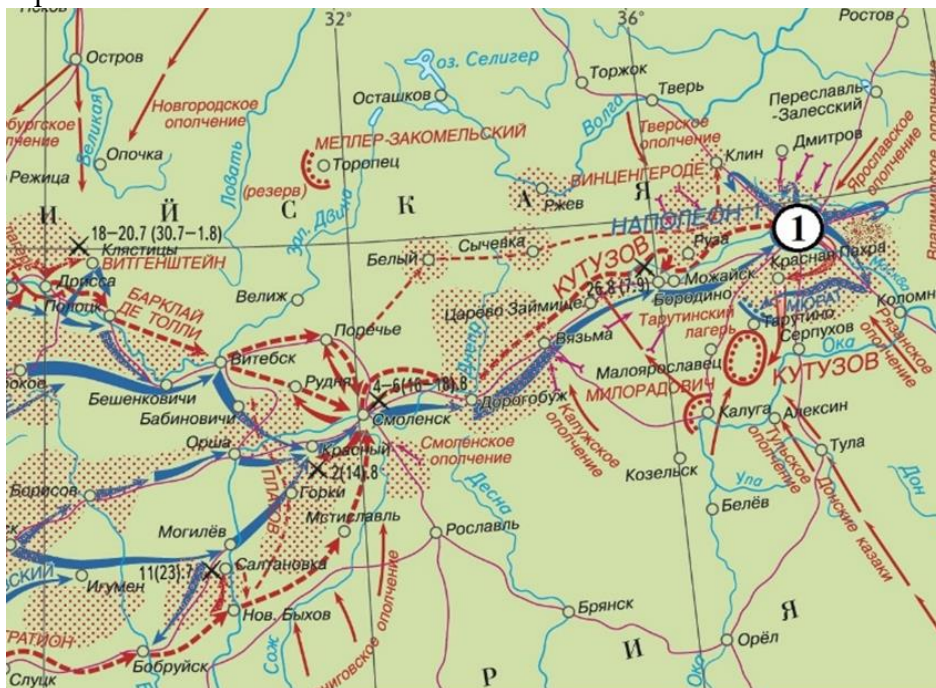 32°
36°
Остров
оз. Селигер
Ростов
Торжок
Осташков
Тверь
Волга
Переславль
-Залесский
Великая
Новгородское
ополчение
МЕЛЛЕР-ЗАКОМЕЛЬСКИЙ
Тверское
ополчение
Дмитров
Ярославское
ополчение
Опочка
Ловать
Торопец
(резерв)
Клин
Режица
ВИНЦЕНГЕРОДЕ
Ржев
И Й С К А Я
Зап. Двина
НАПОЛЕОН I
1
18–20.7 (30.7–1.8)
Клястицы
ВИТГЕНШТЕЙН
Сычевка
Белый
КУТУЗОВ
Руза
Красная Пахра
Москва
Дрисса
Полоцк
БАРКЛАЙ
ДЕ ТОЛЛИ
Велиж
Царево Займище
26.8 (7.9)
Можайск
Бородино
МЮРАТ
Коломн
Поречье
Днепр
Вязьма
Тарутинский
лагерь
Тарутино
Серпухов
Рязанское
ополчение
Витебск
Малоярославец
Ока
Рудня
4–6(16–18).8
МИЛОРАДОВИЧ
КУТУЗОВ
Бешенковичи
Бабиновичи
Смоленск
Дорогобуж
Калужское
ополчение
Калуга
Алексин
Орша
Красный
Смоленское
ополчение
Тульское
ополчение
Тула
2(14).8
Козельск
Борисов
Горки
Десна
Упа
Дон
Белёв
Донские казаки
Могилёв
Мстиславль
Рославль
11(23).7
Салтановка
Игумен
Нов. Быхов
Брянск
Р И Я
Орёл
Сож
Бобруйск
Слуцк
Ока